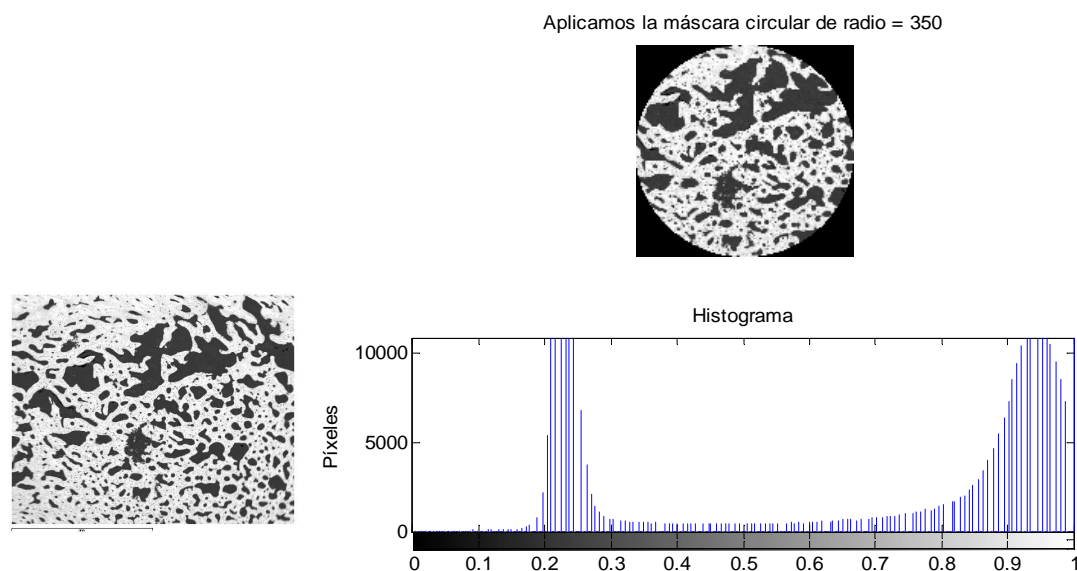 Aplicamos la máscara circular de radio = 350
Histograma
Píxeles
10000
5000
0
0 0.1 0.2 0.3 0.4 0.5 0.6 0.7 0.8 0.9 1